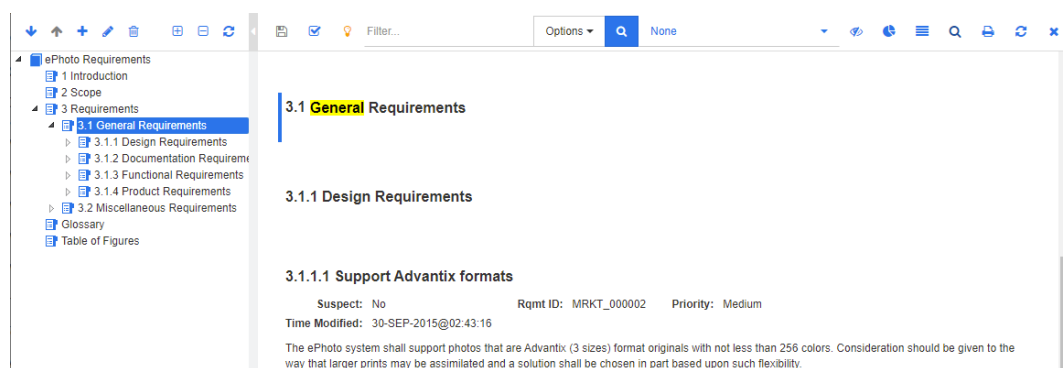 Filter...
Options
None
ePhoto Requirements
1 Introduction
2 Scope
3 Requirements
3.1 General Requirements
3.1.1 Design Requirements
3.1.2 Documentation Requireme
3.1.3 Functional Requirements
3.1.4 Product Requirements
3.2 Miscellaneous Requirements
Glossary
Table of Figures
3.1 General Requirements
3.1.1 Design Requirements
3.1.1.1 Support Advantix formats
Suspect: No Rqmt ID: MRKT_000002 Priority: Medium
Time Modified: 30-SEP-2015@02:43:16
The ePhoto system shall support photos that are Advantix (3 sizes) format originals with not less than 256 colors. Consideration should be given to the
way that larger prints may be assimilated and a solution shall be chosen in part based upon such flexibility.